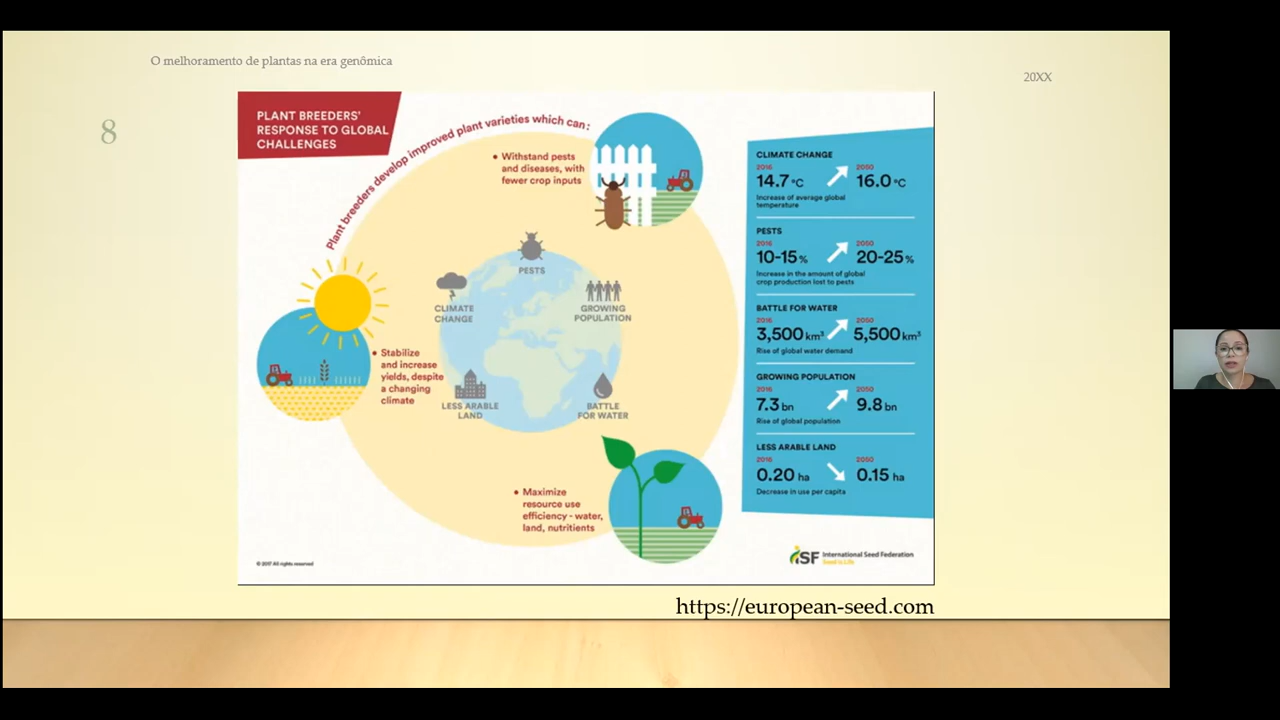 O melhoramento de plantas na era genômica
20XX
8
PLANT BREEDERS'
RESPONSE TO GLOBAL
CHALLENGES
Plant breeders develop improved plant varieties which can:
• Withstand pests
and diseases, with
fewer crop inputs
PESTS
CLIMATE
CHANGE
GROWING
POPULATION
• Stabilize
and increase
yields, despite
a changing
climate
LESS ARABLE
LAND
BATTLE
FOR WATER
• Maximize
resource use
efficiency - water,
land, nutritients
CLIMATE CHANGE
2016 2050
14.7 °C 16.0 °C
Increase of average global
temperature
PESTS
2016 2050
10-15 % 20-25 %
Increase in the amount of global
crop production lost to pests
BATTLE FOR WATER
2016 2050
3,500 km³ 5,500 km³
Rise of global water demand
GROWING POPULATION
2016 2050
7.3 bn 9.8 bn
Rise of global population
LESS ARABLE LAND
2016 2050
0.20 ha 0.15 ha
Decrease in use per capita
© 2017 All rights reserved
iSF International Seed Federation
Seed is Life
https://european-seed.com